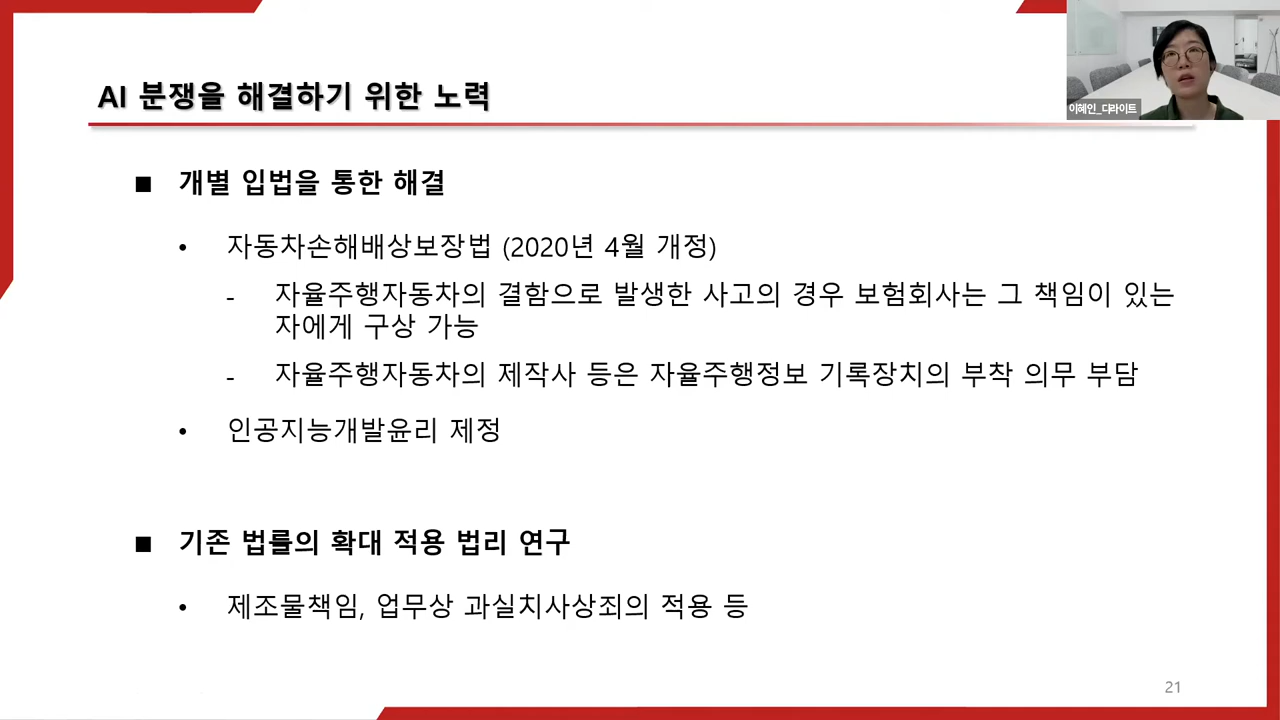 AI 분쟁을 해결하기 위한 노력
이혜인_디라이트
■ 개별 입법을 통한 해결
• 자동차손해배상보장법 (2020년 4월 개정)
- 자율주행자동차의 결함으로 발생한 사고의 경우 보험회사는 그 책임이 있는
자에게 구상 가능
- 자율주행자동차의 제작사 등은 자율주행정보 기록장치의 부착 의무 부담
• 인공지능개발윤리 제정
■ 기존 법률의 확대 적용 법리 연구
• 제조물책임, 업무상 과실치사상죄의 적용 등
21